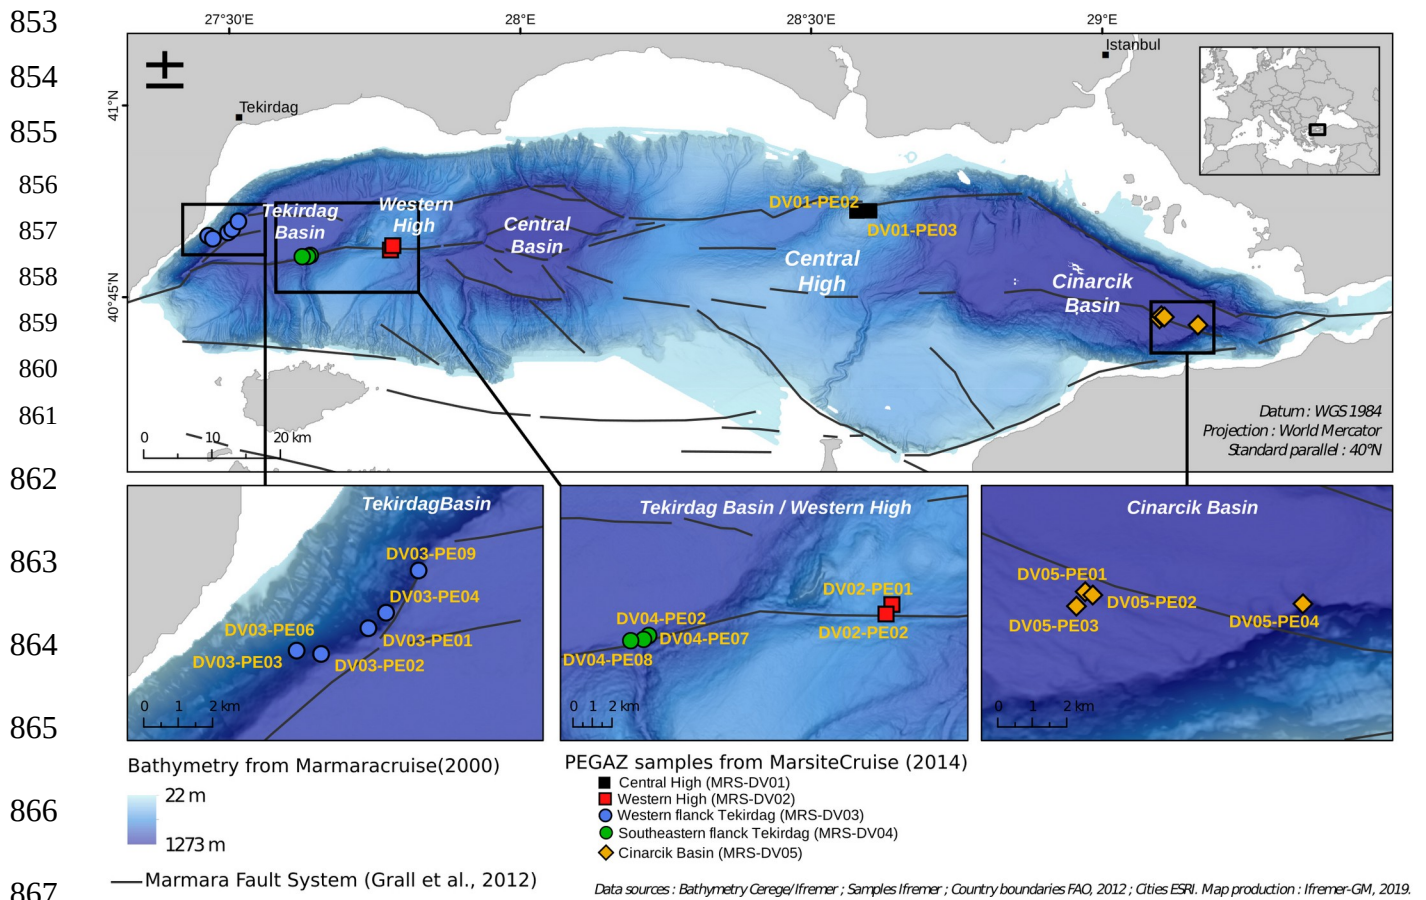 853
27°30'E 28°E 28°30'E 29°E
Istanbul
854
41°N
Tekirdag
855
856
DV01-PE02
Western
High
Tekirdag
Basin
857
Central
Basin
DV01-PE03
858
Central
High
Cinarcik
Basin
40°45'N
859
860
861
Datum : WGS 1984
Projection : World Mercator
Standard parallel : 40°N
0 10 20 km
862
TekirdagBasin
Tekirdag Basin / Western High
Cinarcik Basin
863
DV03-PE09
DV03-PE04
DV03-PE06
DV03-PE01
DV03-PE03
DV03-PE02
0 1 2 km
DV02-PE01
DV04-PE02
DV04-PE07
DV02-PE02
DV04-PE08
0 1 2 km
DV05-PE01
DV05-PE02
DV05-PE03
DV05-PE04
0 1 2 km
864
865
Bathymetry from Marmaracruise(2000)
22 m
1273 m
PEGAZ samples from MarsiteCruise (2014)
Central High (MRS-DV01)
Western High (MRS-DV02)
Western flanck Tekirdag (MRS-DV03)
Southeastern flanck Tekirdag (MRS-DV04)
Cinarcik Basin (MRS-DV05)
866
Marmara Fault System (Grall et al., 2012)
867
Data sources : Bathymetry Cerege/Ifremer ; Samples Ifremer ; Country boundaries FAO, 2012 ; Cities ESRI. Map production : Ifremer-GM, 2019.